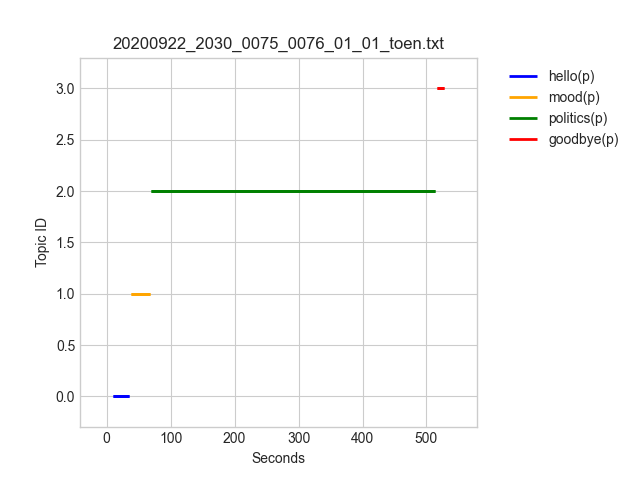 20200922_2030_0075_0076_01_01_toen.txt
hello(p)
mood(p)
politics(p)
goodbye(p)
3.0
2.5
2.0
1.5
1.0
0.5
0.0
Topic ID
0 100 200 300 400 500
Seconds